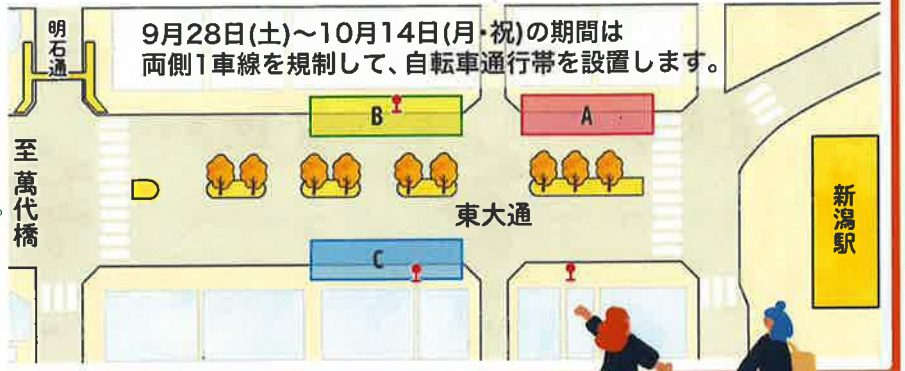 9月28日(土)～10月14日(月・祝)の期間は
両側1車線を規制して、自転車通行帯を設置します。
明石通
B
A
至 萬代橋
東大通
新潟駅
C